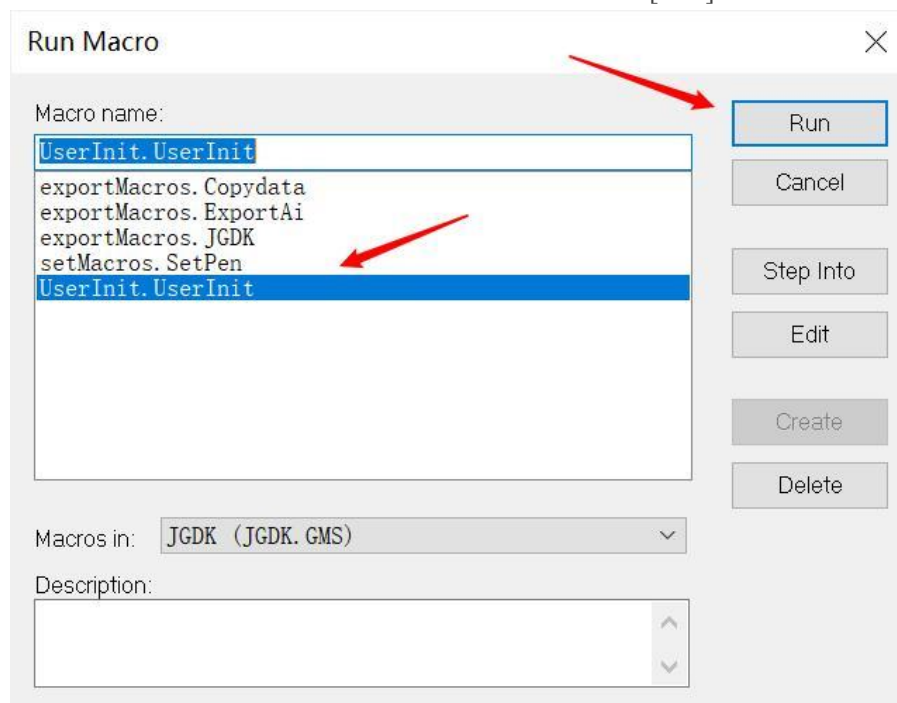 Run Macro
Macro name:
UserInit.UserInit
exportMacros.Copydata
exportMacros.ExportAi
exportMacros.JGDK
setMacros.SetPen
UserInit.UserInit
Run
Cancel
Step Into
Edit
Create
Delete
Macros in: JGDK (JGDK.GMS)
Description: